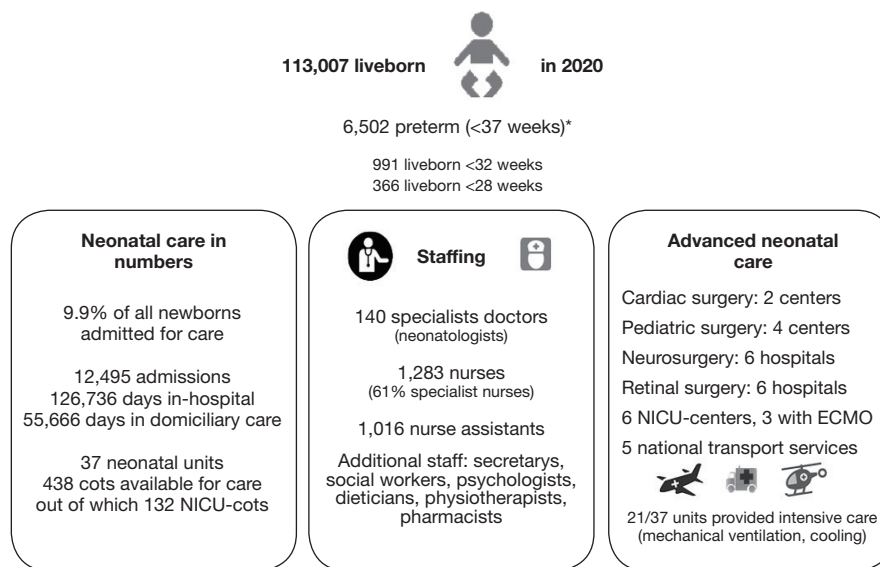 113,007 liveborn in 2020
6,502 preterm (<37 weeks)*
991 liveborn <32 weeks
366 liveborn <28 weeks
Neonatal care in
numbers
9.9% of all newborns
admitted for care
12,495 admissions
126,736 days in-hospital
55,666 days in domiciliary care
37 neonatal units
438 cots available for care
out of which 132 NICU-cots
Staffing
140 specialists doctors
(neonatologists)
1,283 nurses
(61% specialist nurses)
1,016 nurse assistants
Additional staff: secretarys,
social workers, psychologists,
dieticians, physiotherapists,
pharmacists
Advanced neonatal
care
Cardiac surgery: 2 centers
Pediatric surgery: 4 centers
Neurosurgery: 6 hospitals
Retinal surgery: 6 hospitals
6 NICU-centers, 3 with ECMO
5 national transport services
21/37 units provided intensive care
(mechanical ventilation, cooling)